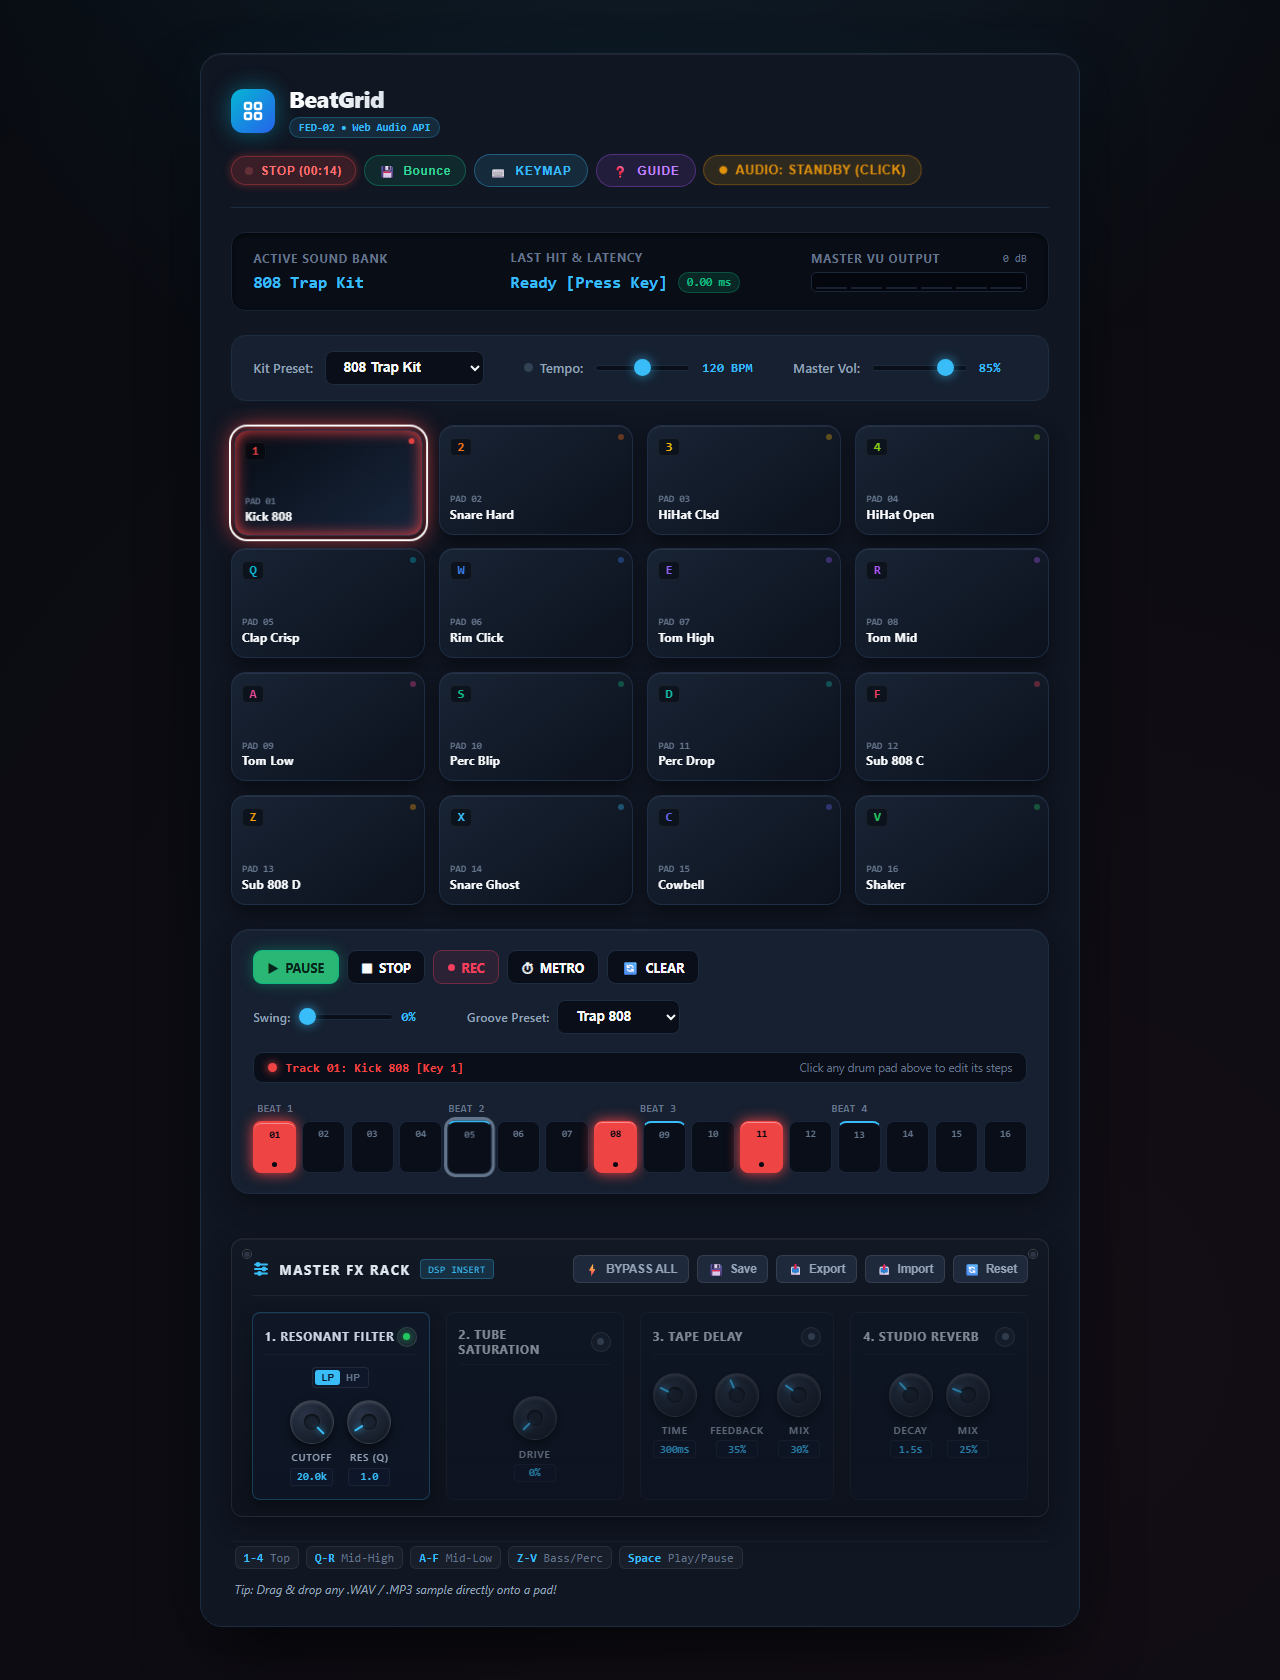 BeatGrid
FED-02 • Web Audio API
STOP (00:14)
Bounce
KEYMAP
GUIDE
AUDIO: STANDBY (CLICK)
ACTIVE SOUND BANK
808 Trap Kit
LAST HIT & LATENCY
Ready [Press Key] 0.00 ms
MASTER VU OUTPUT 0 dB
Kit Preset: 808 Trap Kit
Tempo: 120 BPM
Master Vol: 85%
1
PAD 01
Kick 808
2
PAD 02
Snare Hard
3
PAD 03
HiHat Clsd
4
PAD 04
HiHat Open
Q
PAD 05
Clap Crisp
W
PAD 06
Rim Click
E
PAD 07
Tom High
R
PAD 08
Tom Mid
A
PAD 09
Tom Low
S
PAD 10
Perc Blip
D
PAD 11
Perc Drop
F
PAD 12
Sub 808 C
Z
PAD 13
Sub 808 D
X
PAD 14
Snare Ghost
C
PAD 15
Cowbell
V
PAD 16
Shaker
PAUSE
STOP
REC
METRO
CLEAR
Swing: 0%
Groove Preset: Trap 808
Track 01: Kick 808 [Key 1]
Click any drum pad above to edit its steps
BEAT 1 BEAT 2 BEAT 3 BEAT 4
01 02 03 04 05 06 07 08 09 10 11 12 13 14 15 16
MASTER FX RACK
DSP INSERT
BYPASS ALL
Save
Export
Import
Reset
1. RESONANT FILTER
LP HP
CUTOFF RES (Q)
20.0k 1.0
2. TUBE
SATURATION
DRIVE
0%
3. TAPE DELAY
TIME FEEDBACK MIX
300ms 35% 30%
4. STUDIO REVERB
DECAY MIX
1.5s 25%
1-4 Top
Q-R Mid-High
A-F Mid-Low
Z-V Bass/Perc
Space Play/Pause
Tip: Drag & drop any .WAV / .MP3 sample directly onto a pad!